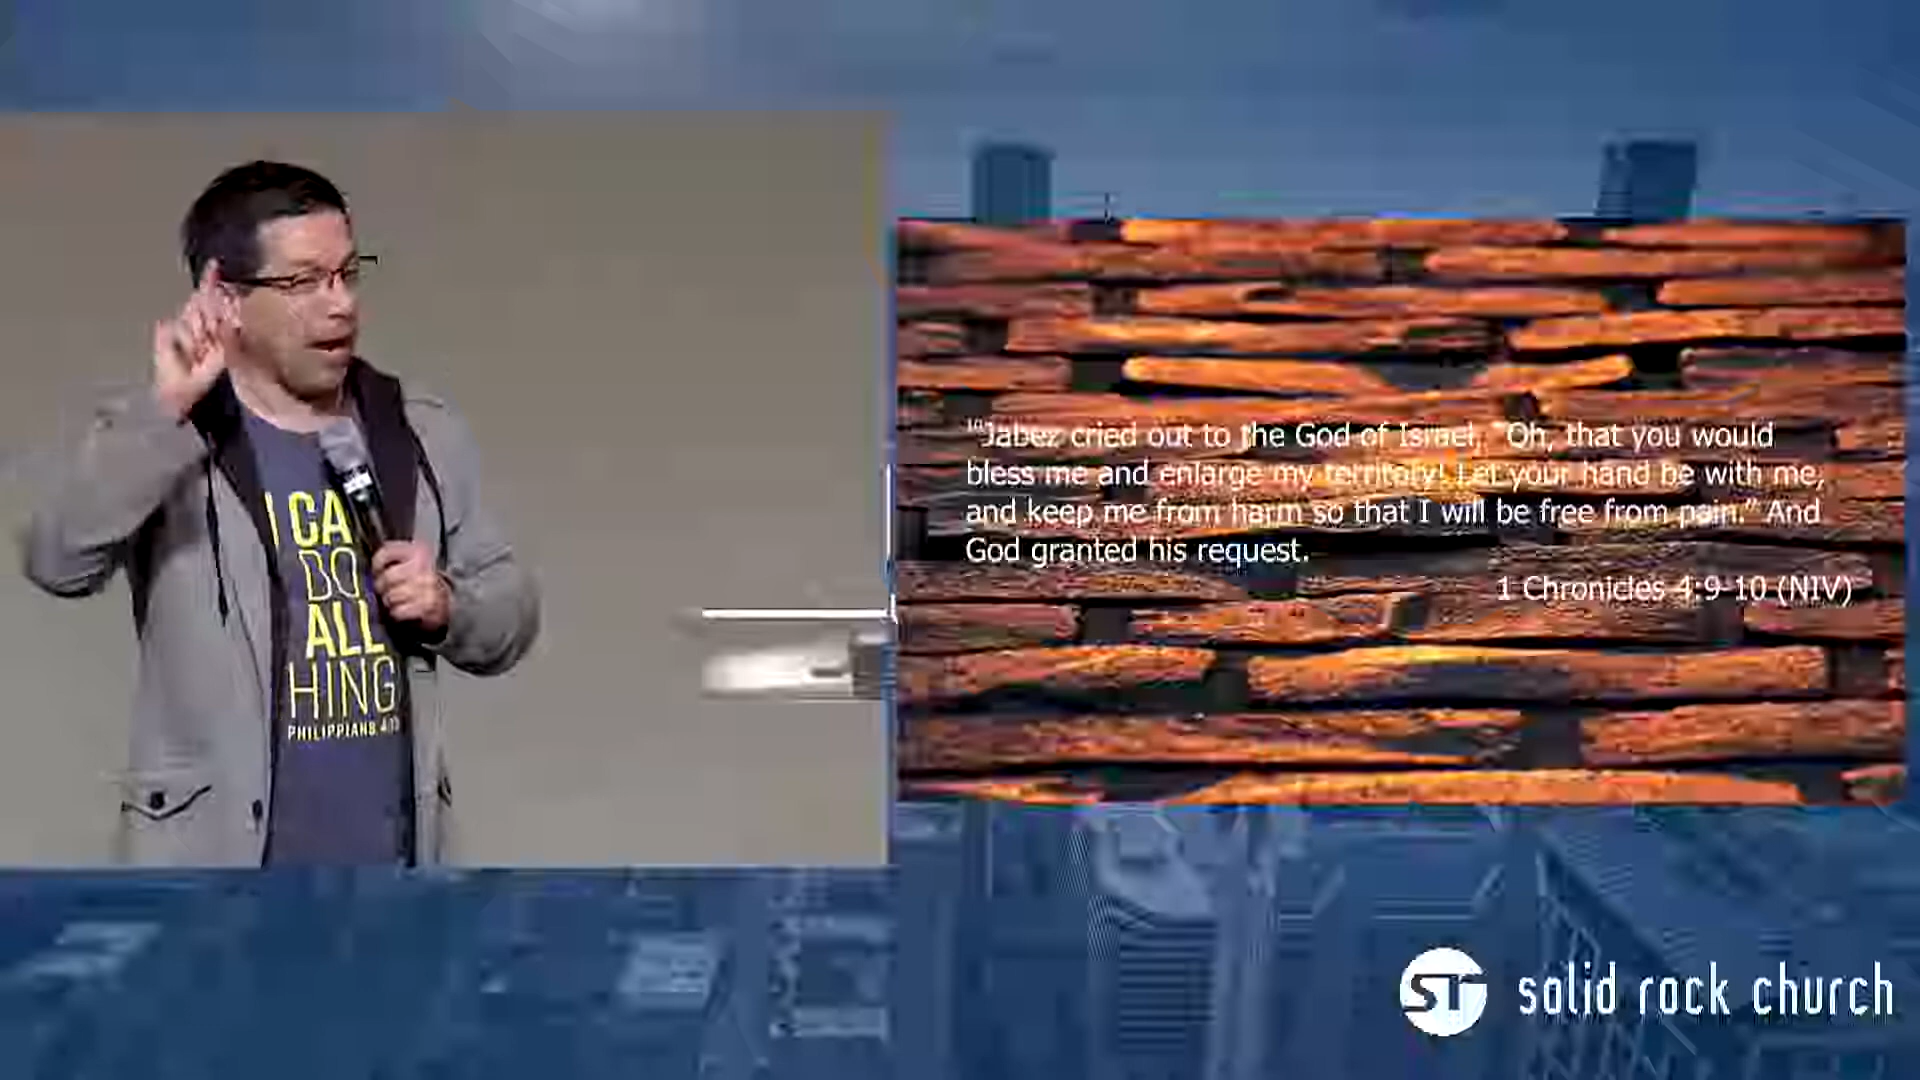 I CA
DO
ALL
HING
PHILIPPIANS 4:13
¹⁰Jabez cried out to the God of Israel, "Oh, that you would
bless me and enlarge my territory! Let your hand be with me,
and keep me from harm so that I will be free from pain." And
God granted his request.
1 Chronicles 4:9-10 (NIV)
solid rock church